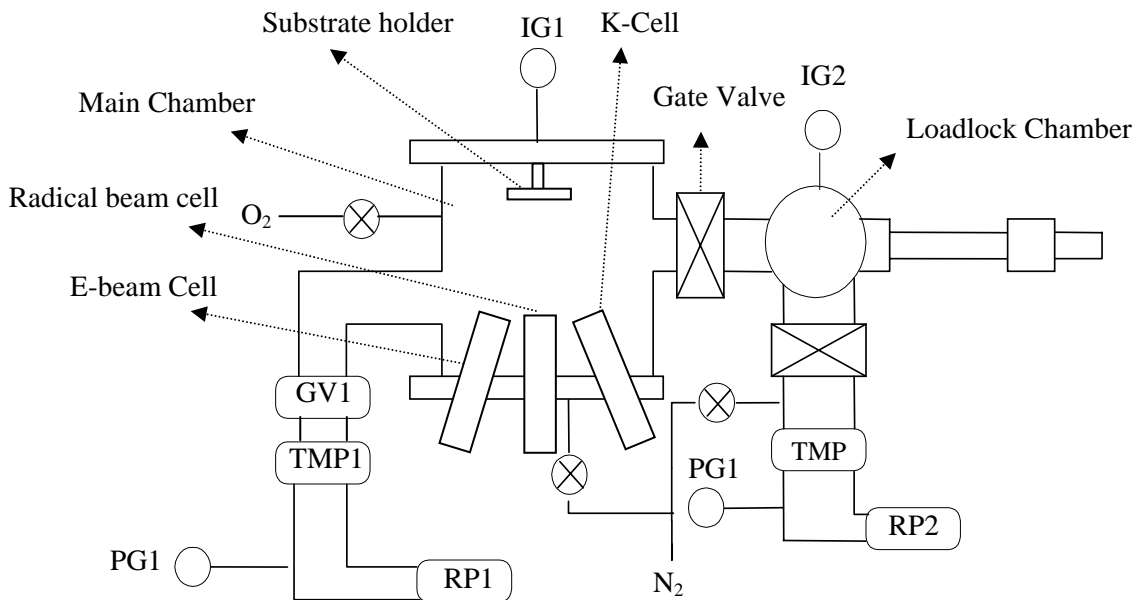 Substrate holder
IG1
K-Cell
IG2
Main Chamber
Gate Valve
Loadlock Chamber
Radical beam cell
O2
E-beam Cell
GV1
TMP1
TMP
PG1
RP2
PG1
RP1
N2